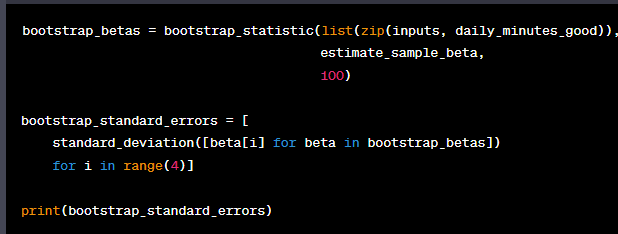 bootstrap_betas = bootstrap_statistic(list(zip(inputs, daily_minutes_good)),
                                      estimate_sample_beta,
                                      100)

bootstrap_standard_errors = [
    standard_deviation([beta[i] for beta in bootstrap_betas])
    for i in range(4)]

print(bootstrap_standard_errors)